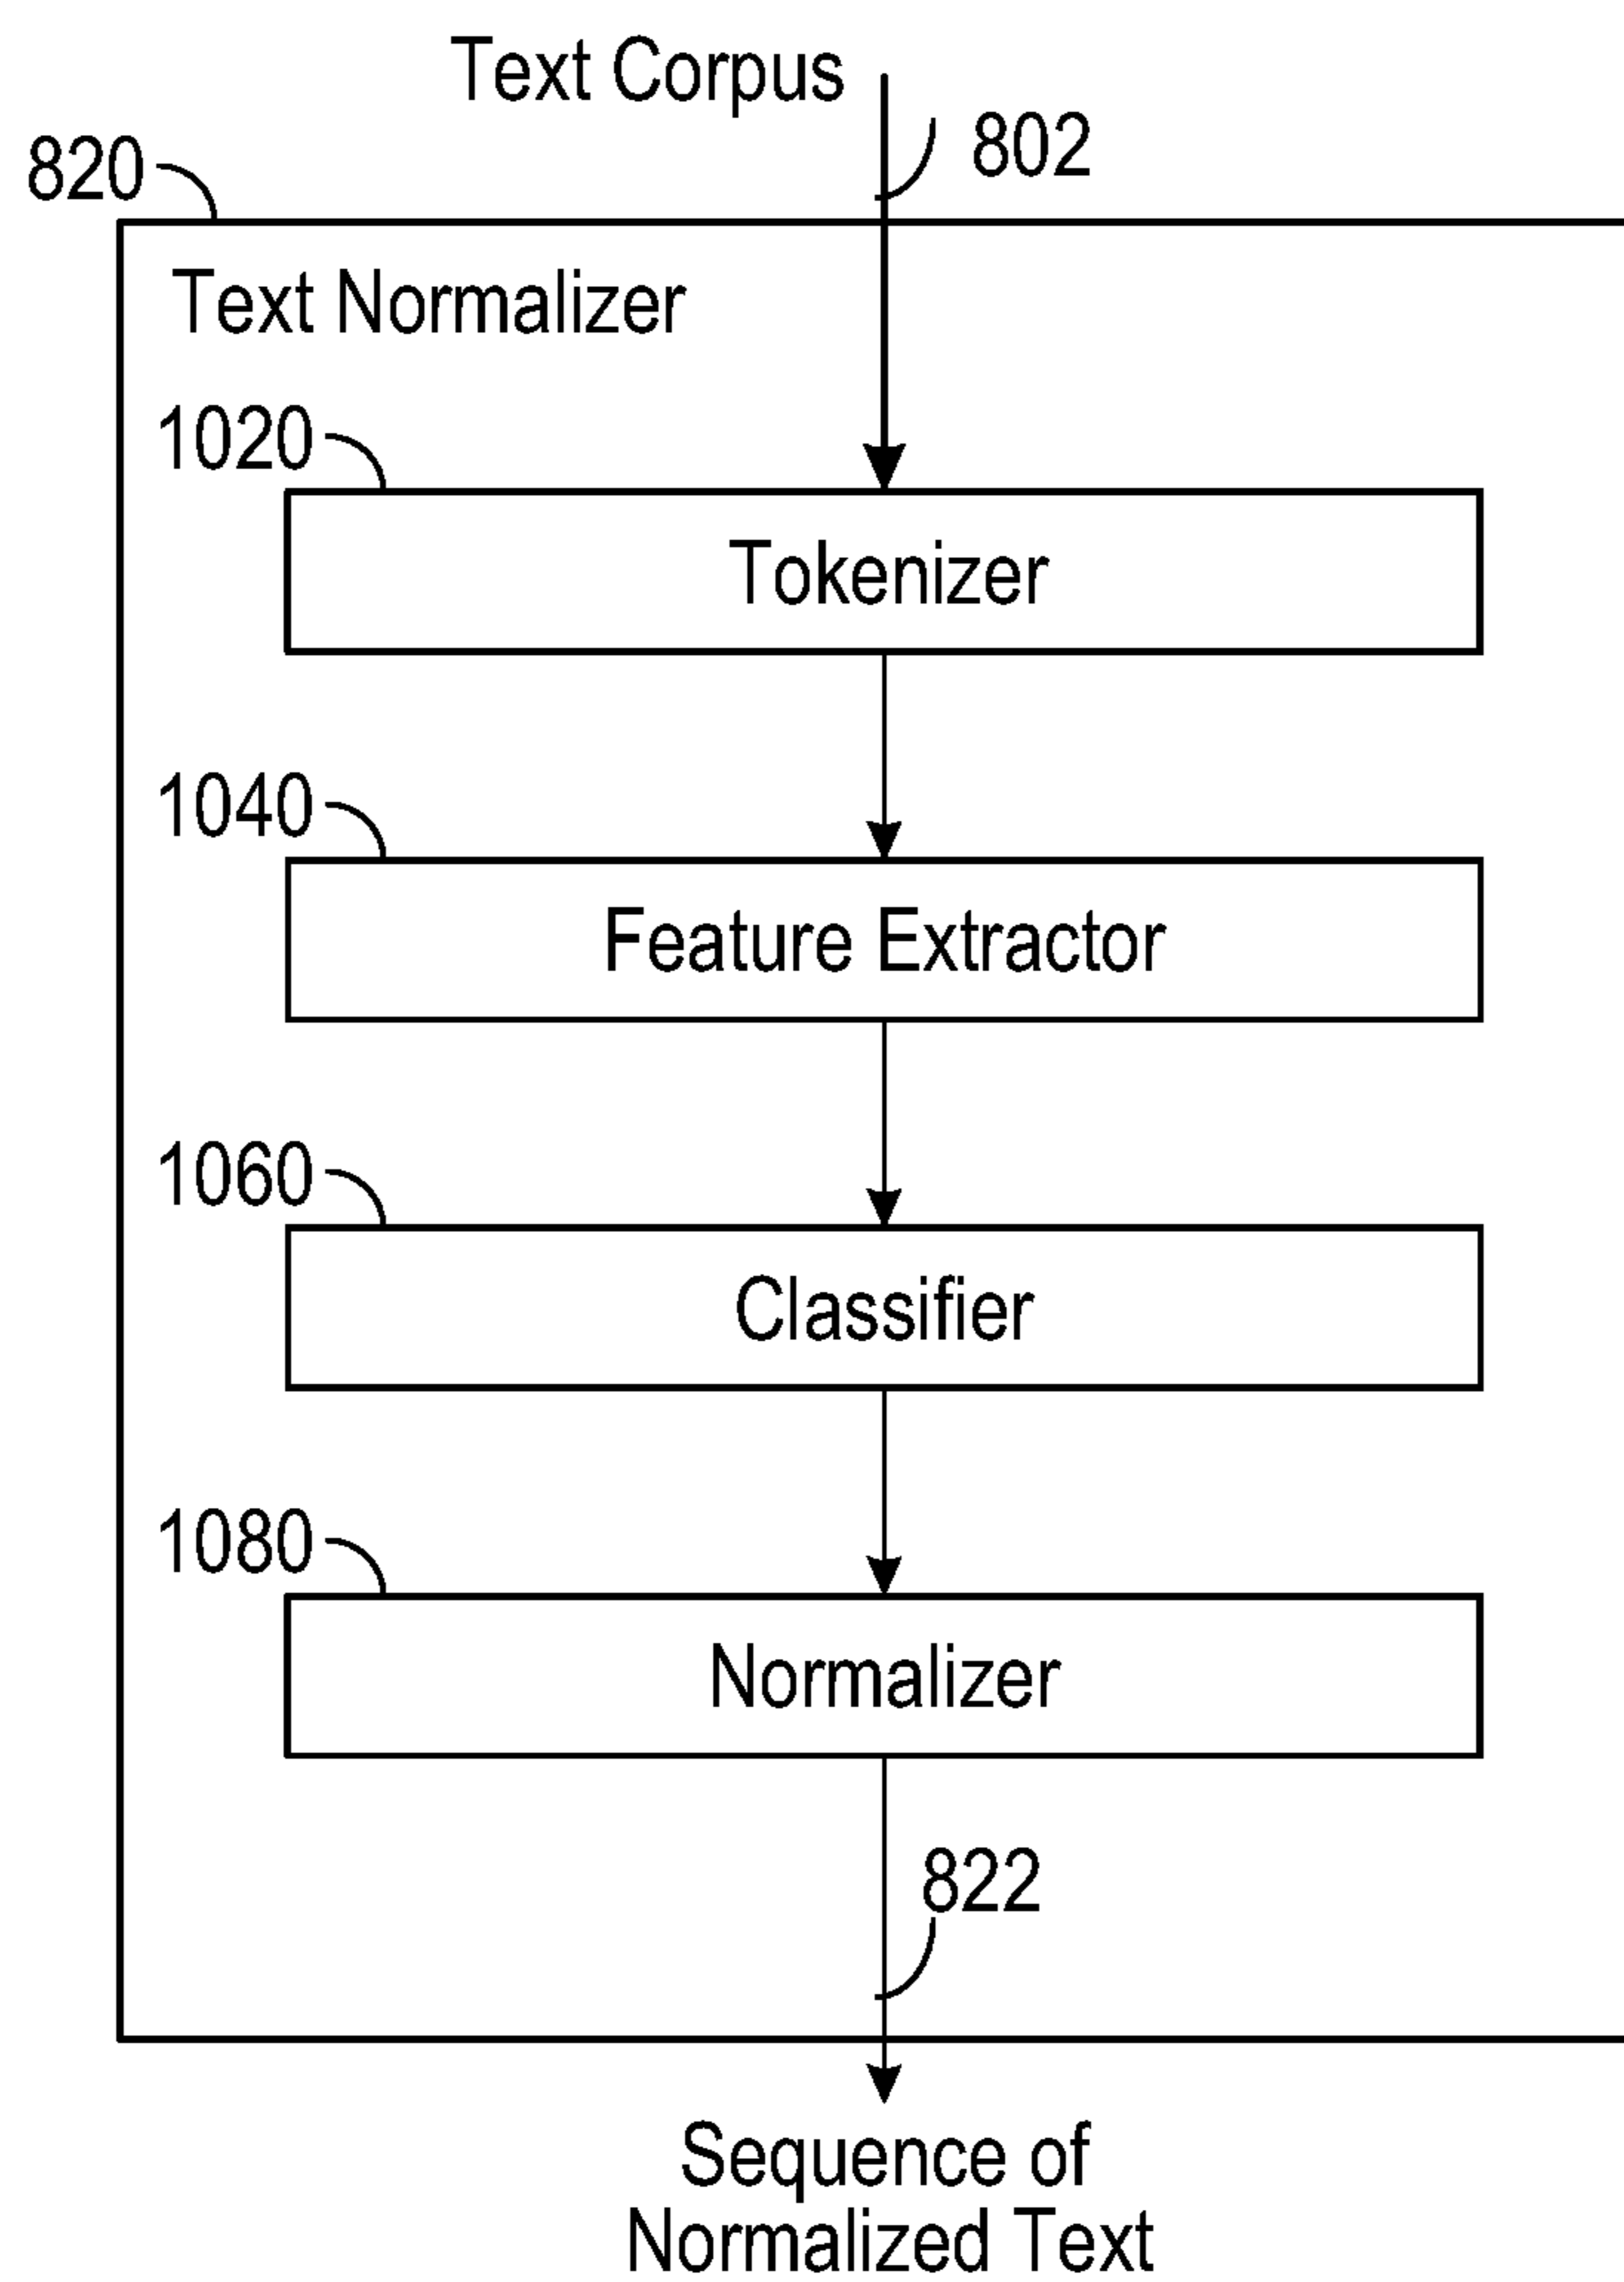 Text Corpus
802
820
Text Normalizer
1020
Tokenizer
1040
Feature Extractor
1060
Classifier
1080
Normalizer
822
Sequence of
Normalized Text